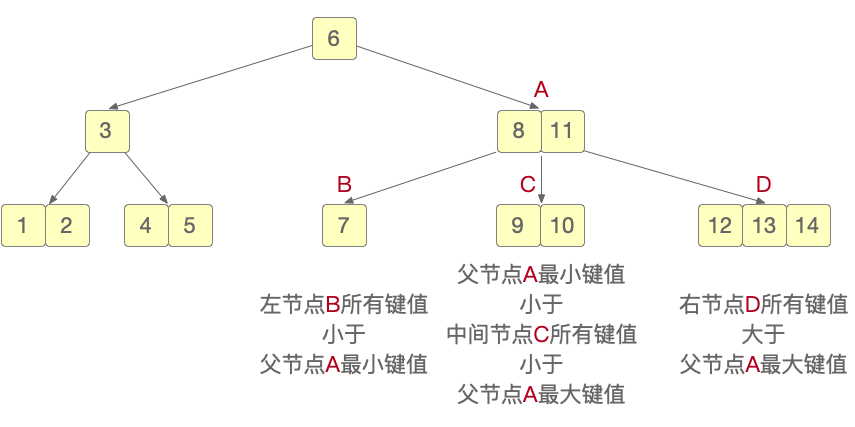 6
A
3
8 11
B
C
D
1 2
4 5
7
9 10
12 13 14
左节点B所有键值
小于
父节点A最小键值
父节点A最小键值
小于
中间节点C所有键值
小于
父节点A最大键值
右节点D所有键值
大于
父节点A最大键值